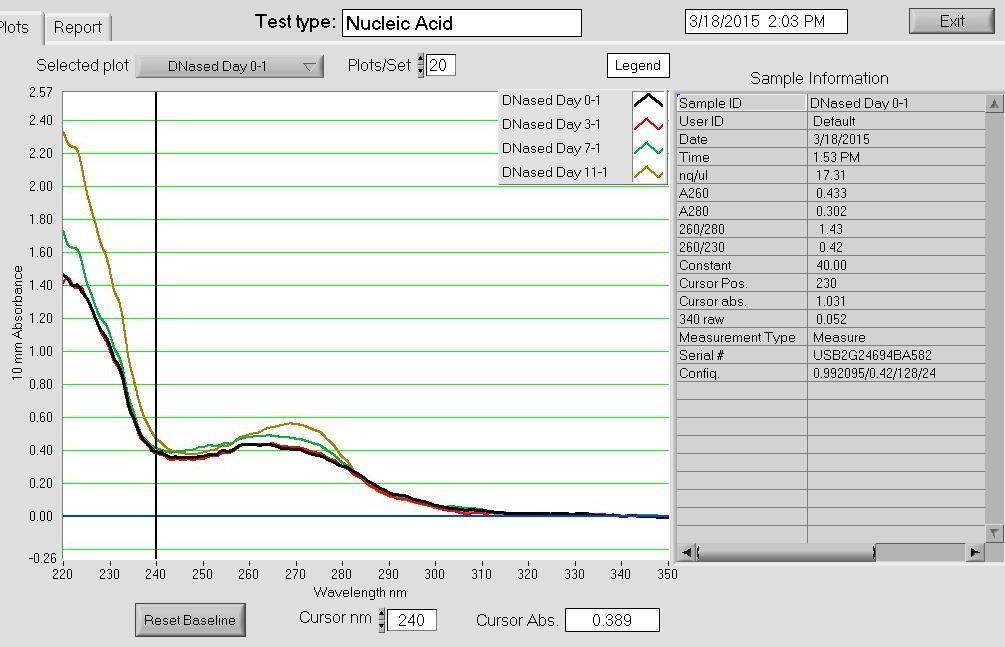 Plots Report
Test type: Nucleic Acid
3/18/2015 2:03 PM
Exit
Selected plot DNased Day 0-1
Plots/Set 20
Legend
DNased Day 0-1
DNased Day 3-1
DNased Day 7-1
DNased Day 11-1
10 mm Absorbance
2.57
2.40
2.20
2.00
1.80
1.60
1.40
1.20
1.00
0.80
0.60
0.40
0.20
0.00
-0.26
220 230 240 250 260 270 280 290 300 310 320 330 340 350
Wavelength nm
Reset Baseline
Cursor nm 240
Cursor Abs. 0.389
Sample Information
Sample ID DNased Day 0-1
User ID Default
Date 3/18/2015
Time 1:53 PM
ng/ul 17.31
A260 0.433
A280 0.302
260/280 1.43
260/230 0.42
Constant 40.00
Cursor Pos. 230
Cursor abs. 1.031
340 raw 0.052
Measurement Type Measure
Serial # USB2G24694BA582
Config. 0.992095/0.42/128/24